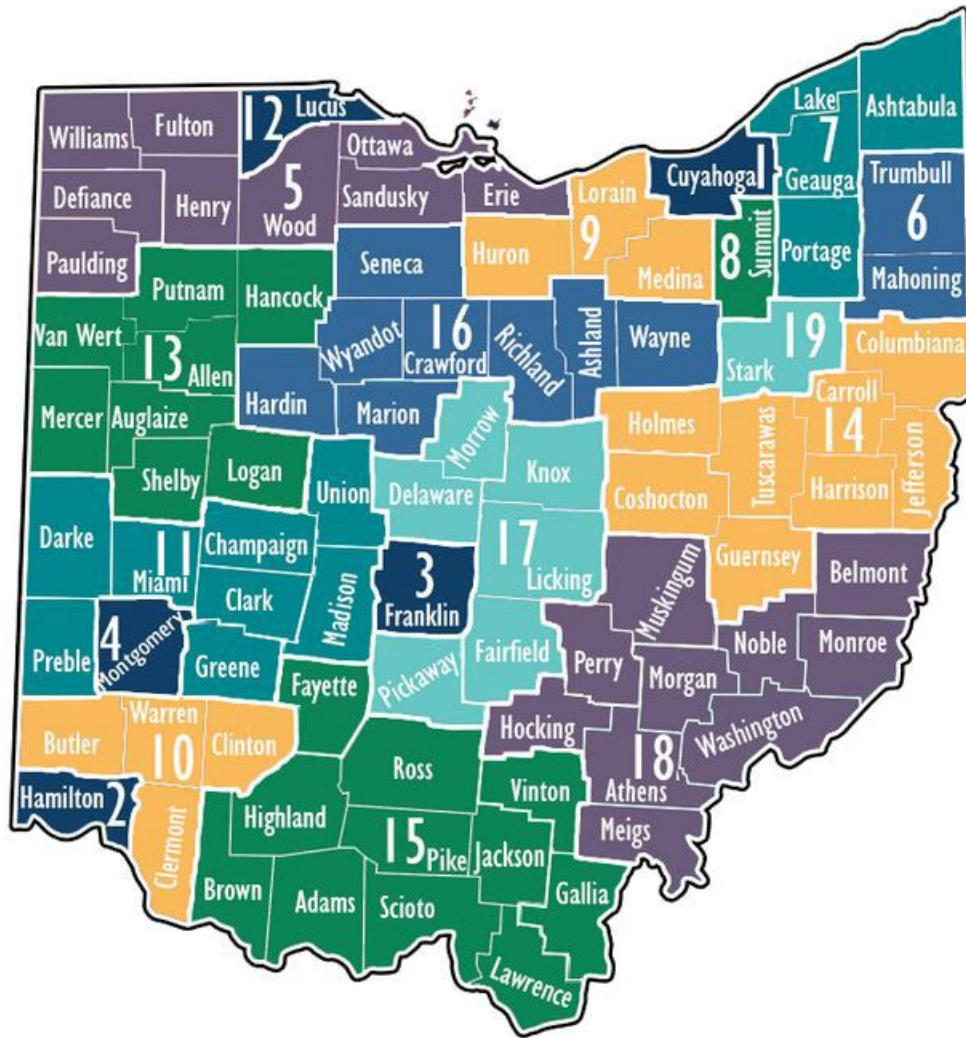 Williams
Fulton
12
Lucus
Ottawa
Defiance
Henry
5
Wood
Sandusky
Erie
Paulding
Lorain
9
Huron
Medina
Cuyahoga
1
Lake
7
Geauga
Ashtabula
Trumbull
6
Mahoning
8
Summit
Portage
Putnam
Hancock
Van Wert
13
Allen
Mercer
Auglaize
Shelby
Logan
Seneca
Wyandot
16
Crawford
Richland
Ashland
Wayne
Hardin
Marion
19
Stark
Columbiana
Carroll
14
Holmes
Tuscarawas
Harrison
Jefferson
Coshocton
Guernsey
Morrow
Knox
Delaware
17
Licking
Union
Darke
11
Miami
Champaign
Clark
Madison
3
Franklin
4
Montgomery
Preble
Greene
Pickaway
Fairfield
Muskingum
Belmont
Noble
Monroe
Perry
Morgan
Washington
Hocking
18
Athens
Meigs
Fayette
Butler
Warren
10
Clinton
Hamilton
2
Clermont
Ross
Highland
Vinton
15
Pike
Jackson
Brown
Adams
Scioto
Gallia
Lawrence